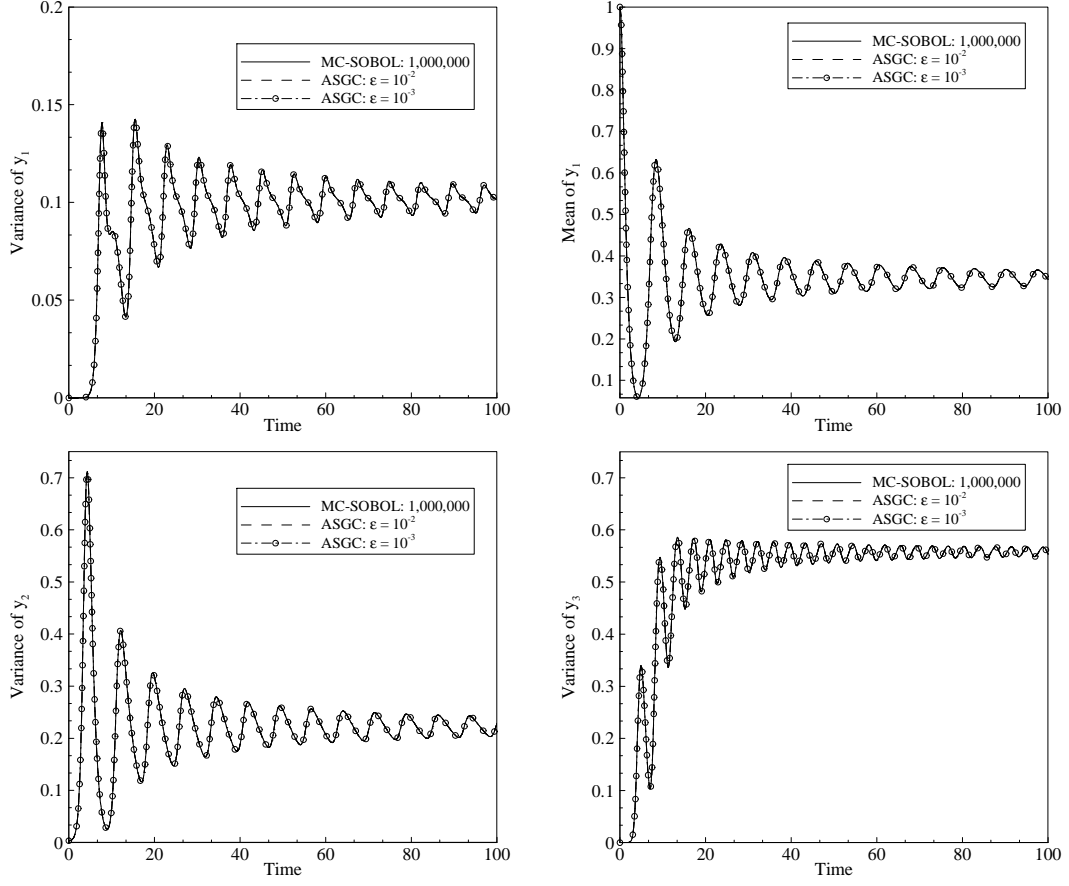 0.2
0.15
0.1
0.05
0
Variance of y1
MC-SOBOL: 1,000,000
ASGC: ε = 10-2
ASGC: ε = 10-3
0 20 40 60 80 100
Time
1
0.9
0.8
0.7
0.6
0.5
0.4
0.3
0.2
0.1
Mean of y1
MC-SOBOL: 1,000,000
ASGC: ε = 10-2
ASGC: ε = 10-3
0 20 40 60 80 100
Time
0.7
0.6
0.5
0.4
0.3
0.2
0.1
0
Variance of y2
MC-SOBOL: 1,000,000
ASGC: ε = 10-2
ASGC: ε = 10-3
0 20 40 60 80 100
Time
0.7
0.6
0.5
0.4
0.3
0.2
0.1
0
Variance of y3
MC-SOBOL: 1,000,000
ASGC: ε = 10-2
ASGC: ε = 10-3
0 20 40 60 80 100
Time